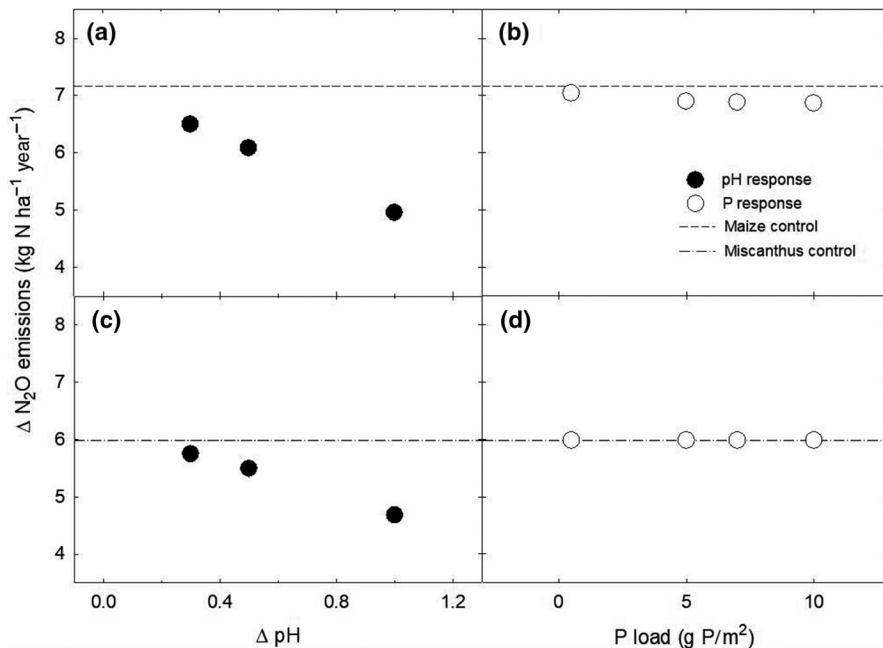 (a)
(b)
8
7
6
5
4
pH response
P response
Maize control
Miscanthus control
(c)
(d)
8
7
6
5
4
Δ N₂O emissions (kg N ha⁻¹ year⁻¹)
0.0 0.4 0.8 1.2
0 5 10
Δ pH
P load (g P/m²)